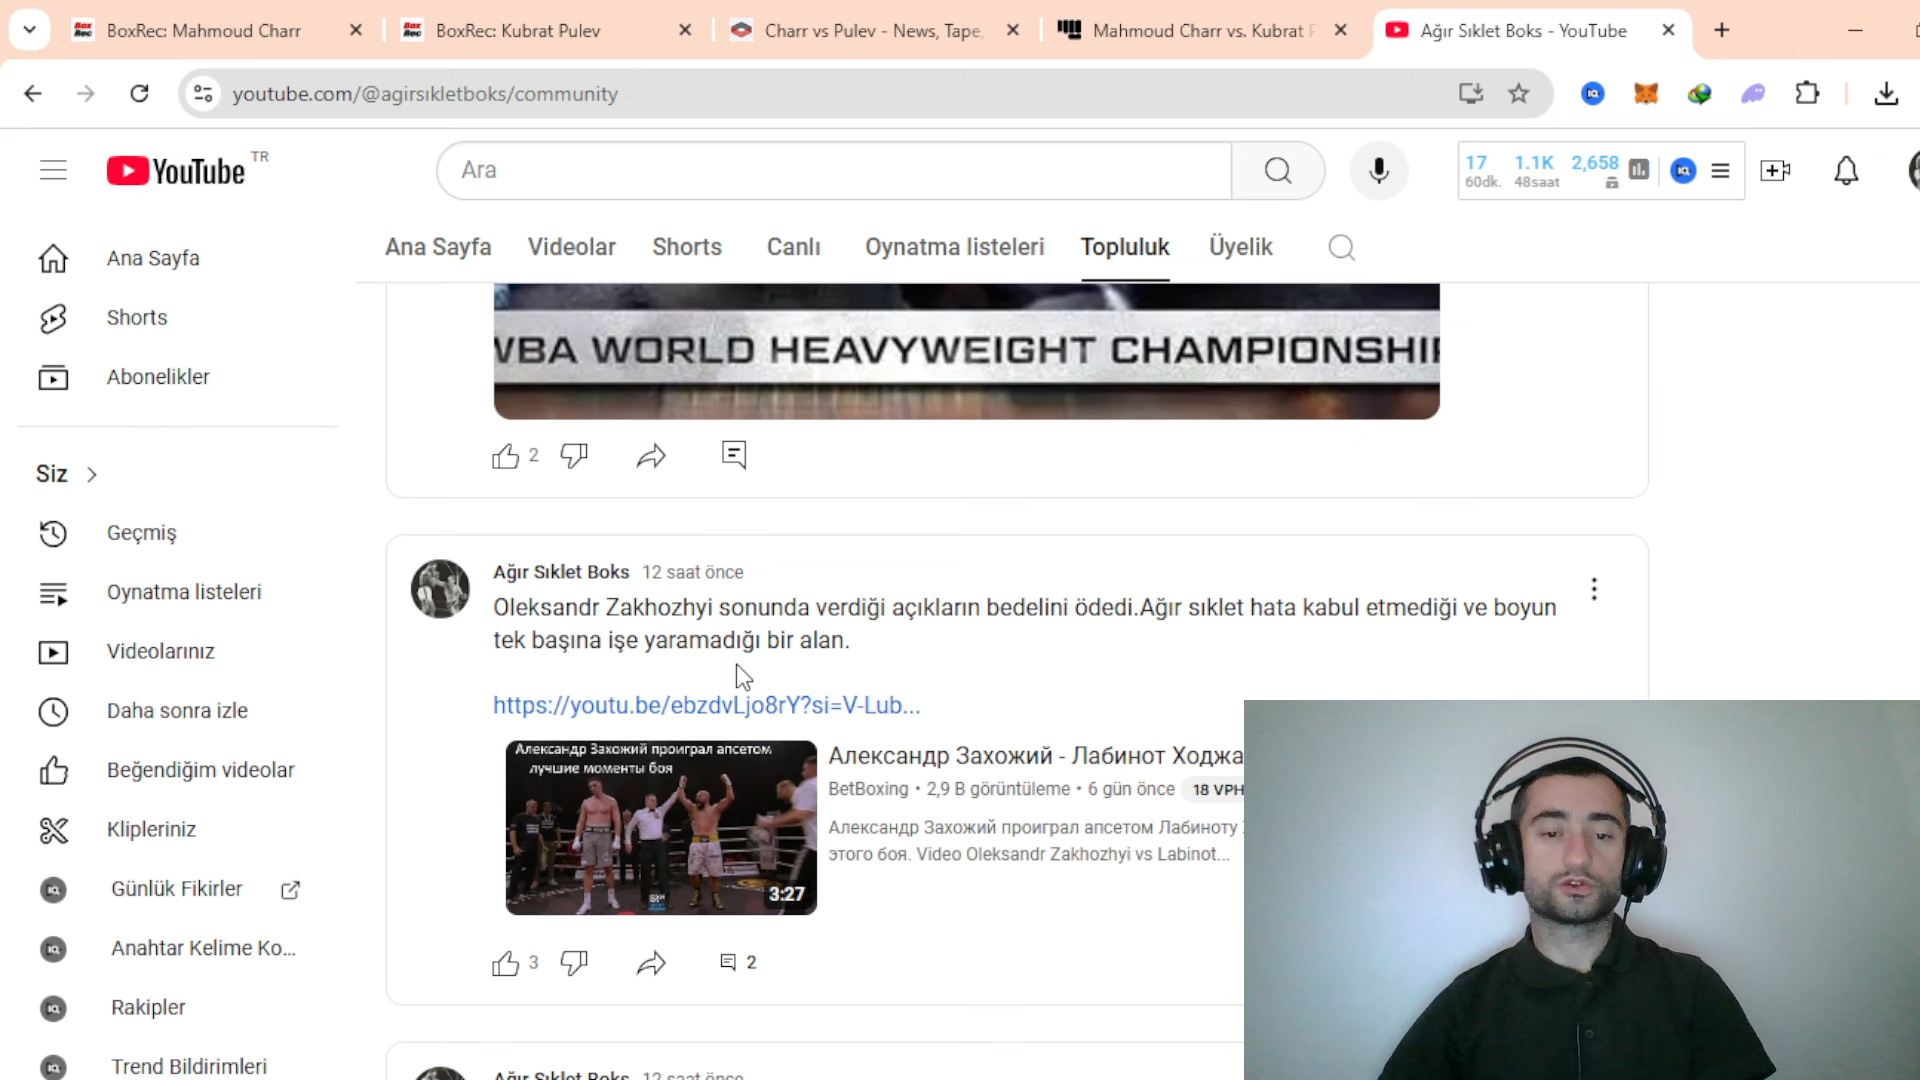 BoxRec: Mahmoud Charr
BoxRec: Kubrat Pulev
Charr vs Pulev - News, Tape,
Mahmoud Charr vs. Kubrat P
Ağır Sıklet Boks - YouTube
youtube.com/@agirsıkletboks/community
YouTube TR
Ara
17 1.1K 2,658
60dk. 48saat
Ana Sayfa Videolar Shorts Canlı Oynatma listeleri Topluluk Üyelik
Ana Sayfa
Shorts
Abonelikler
Siz
Geçmiş
Oynatma listeleri
Videolarınız
Daha sonra izle
Beğendiğim videolar
Klipleriniz
Günlük Fikirler
Anahtar Kelime Ko...
Rakipler
Trend Bildirimleri
WBA WORLD HEAVYWEIGHT CHAMPIONSHIP
2
Ağır Sıklet Boks 12 saat önce
Oleksandr Zakhozhyi sonunda verdiği açıkların bedelini ödedi.Ağır sıklet hata kabul etmediği ve boyun
tek başına işe yaramadığı bir alan.
https://youtu.be/ebzdvLjo8rY?si=V-Lub...
Александр Захожий проиграл апсетом
лучшие моменты боя
3:27
Александр Захожий - Лабинот Ходжа
BetBoxing • 2,9 B görüntüleme • 6 gün önce 18 VPH
Александр Захожий проиграл апсетом Лабиноту
этого боя. Video Oleksandr Zakhozhyi vs Labinot...
3 2
Ağır Sıklet Boks 12 saat önce